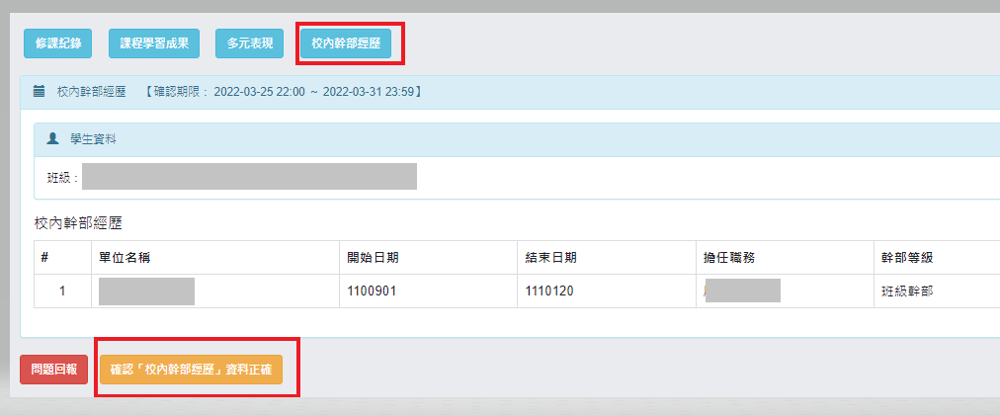 修課紀錄 課程學習成果 多元表現 校內幹部經歷
校內幹部經歷 【確認期限： 2022-03-25 22:00 ~ 2022-03-31 23:59】
學生資料
班級：
校內幹部經歷
# 單位名稱 開始日期 結束日期 擔任職務 幹部等級
1 1100901 1110120 班級幹部
問題回報 確認「校內幹部經歷」資料正確